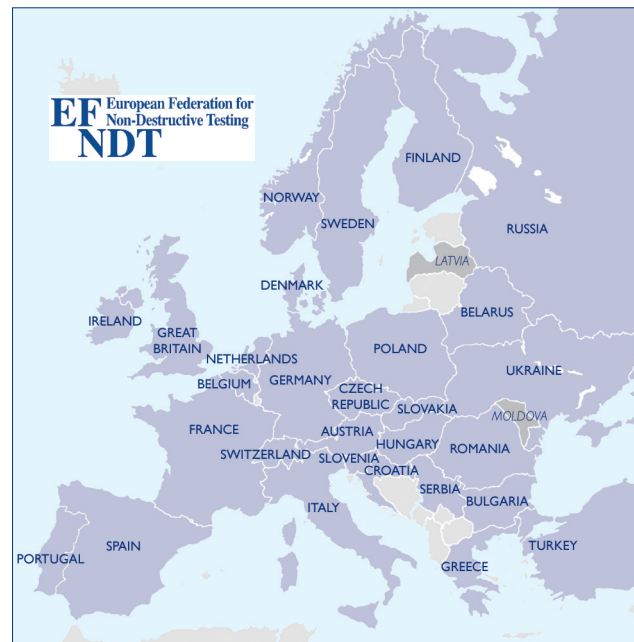 EF European Federation for
Non-Destructive Testing
NDT
FINLAND
NORWAY
SWEDEN
RUSSIA
LATVIA
DENMARK
BELARUS
IRELAND
GREAT
BRITAIN
NETHERLANDS
POLAND
UKRAINE
BELGIUM
GERMANY
CZECH
REPUBLIC
SLOVAKIA
MOLDOVA
FRANCE
AUSTRIA
HUNGARY
ROMANIA
SWITZERLAND
SLOVENIA
CROATIA
SERBIA
BULGARIA
ITALY
SPAIN
PORTUGAL
TURKEY
GREECE